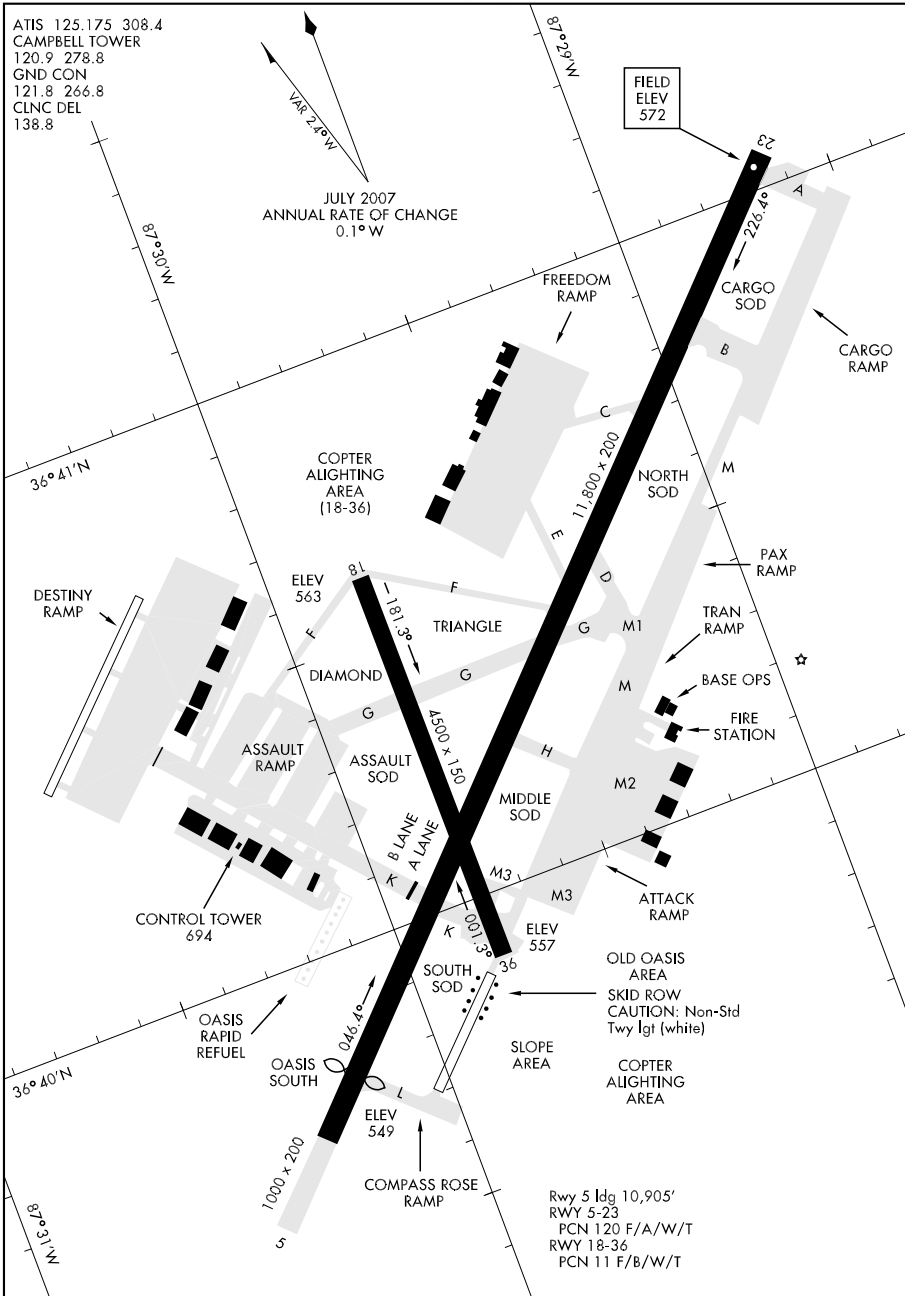 ATIS 125.175 308.4
CAMPBELL TOWER
120.9 278.8
GND CON
121.8 266.8
CLNC DEL
138.8
VAR 2.4° W
JULY 2007
ANNUAL RATE OF CHANGE
0.1° W
87°29'W
FIELD
ELEV
572
23
A
226.4°
87°30'W
FREEDOM
RAMP
CARGO
SOD
CARGO
RAMP
B
C
36°41'N
COPTER
ALIGHTING
AREA
(18-36)
11,800 x 200
NORTH
SOD
M
E
D
PAX
RAMP
DESTINY
RAMP
ELEV
563
18
181.3°
F
F
TRIANGLE
G
M1
TRAN
RAMP
DIAMOND
G
G
M
BASE OPS
FIRE
STATION
4500 x 150
ASSAULT
RAMP
ASSAULT
SOD
H
M2
MIDDLE
SOD
B LANE
A LANE
K
M3
M3
ATTACK
RAMP
CONTROL TOWER
694
K
001.3°
ELEV
557
36
SOUTH
SOD
OLD OASIS
AREA
SKID ROW
CAUTION: Non-Std
Twy lgt (white)
OASIS
RAPID
REFUEL
046.4°
SLOPE
AREA
COPTER
ALIGHTING
AREA
36°40'N
OASIS
SOUTH
L
ELEV
549
1000 x 200
COMPASS ROSE
RAMP
5
87°31'W
Rwy 5 ldg 10,905'
RWY 5-23
PCN 120 F/A/W/T
RWY 18-36
PCN 11 F/B/W/T